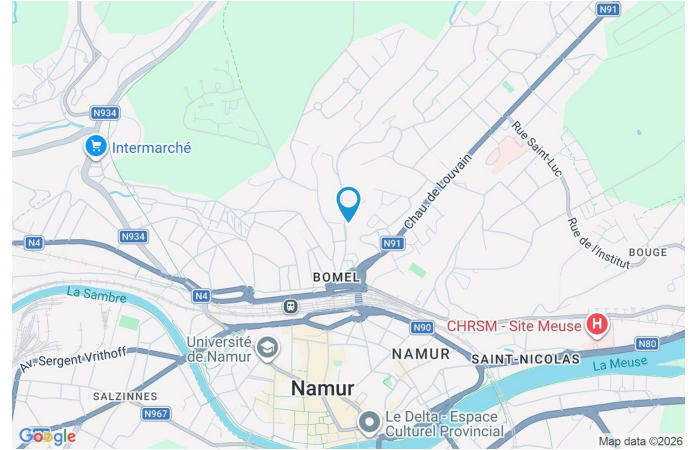 N91
N934
Intermarché
Rue Saint-Luc
Chau. de Louvain
Rue de l'Institut
N4
N934
N91
BOUGE
BOMEL
La Sambre
N4
CHRSM - Site Meuse
H
N90
Université
de Namur
N80
Av. Sergent Vrithoff
NAMUR
SAINT-NICOLAS
La Meuse
SALZINNES
Namur
N967
Le Delta - Espace
Culturel Provincial
Google
Map data ©2026